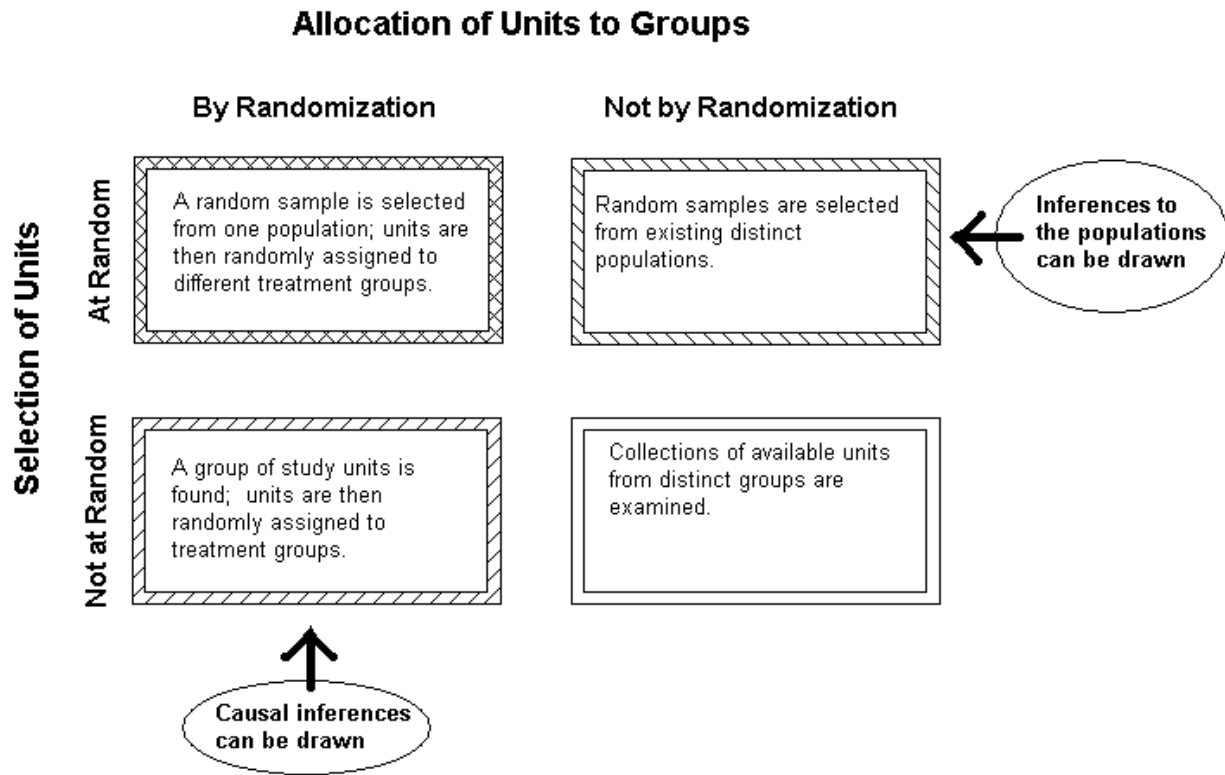 Allocation of Units to Groups
By Randomization
Not by Randomization
Selection of Units
At Random
A random sample is selected
from one population; units are
then randomly assigned to
different treatment groups.
Random samples are selected
from existing distinct
populations.
Inferences to
the populations
can be drawn
Not at Random
A group of study units is
found;  units are then
randomly assigned to
treatment groups.
Collections of available units
from distinct groups are
examined.
Causal inferences
can be drawn